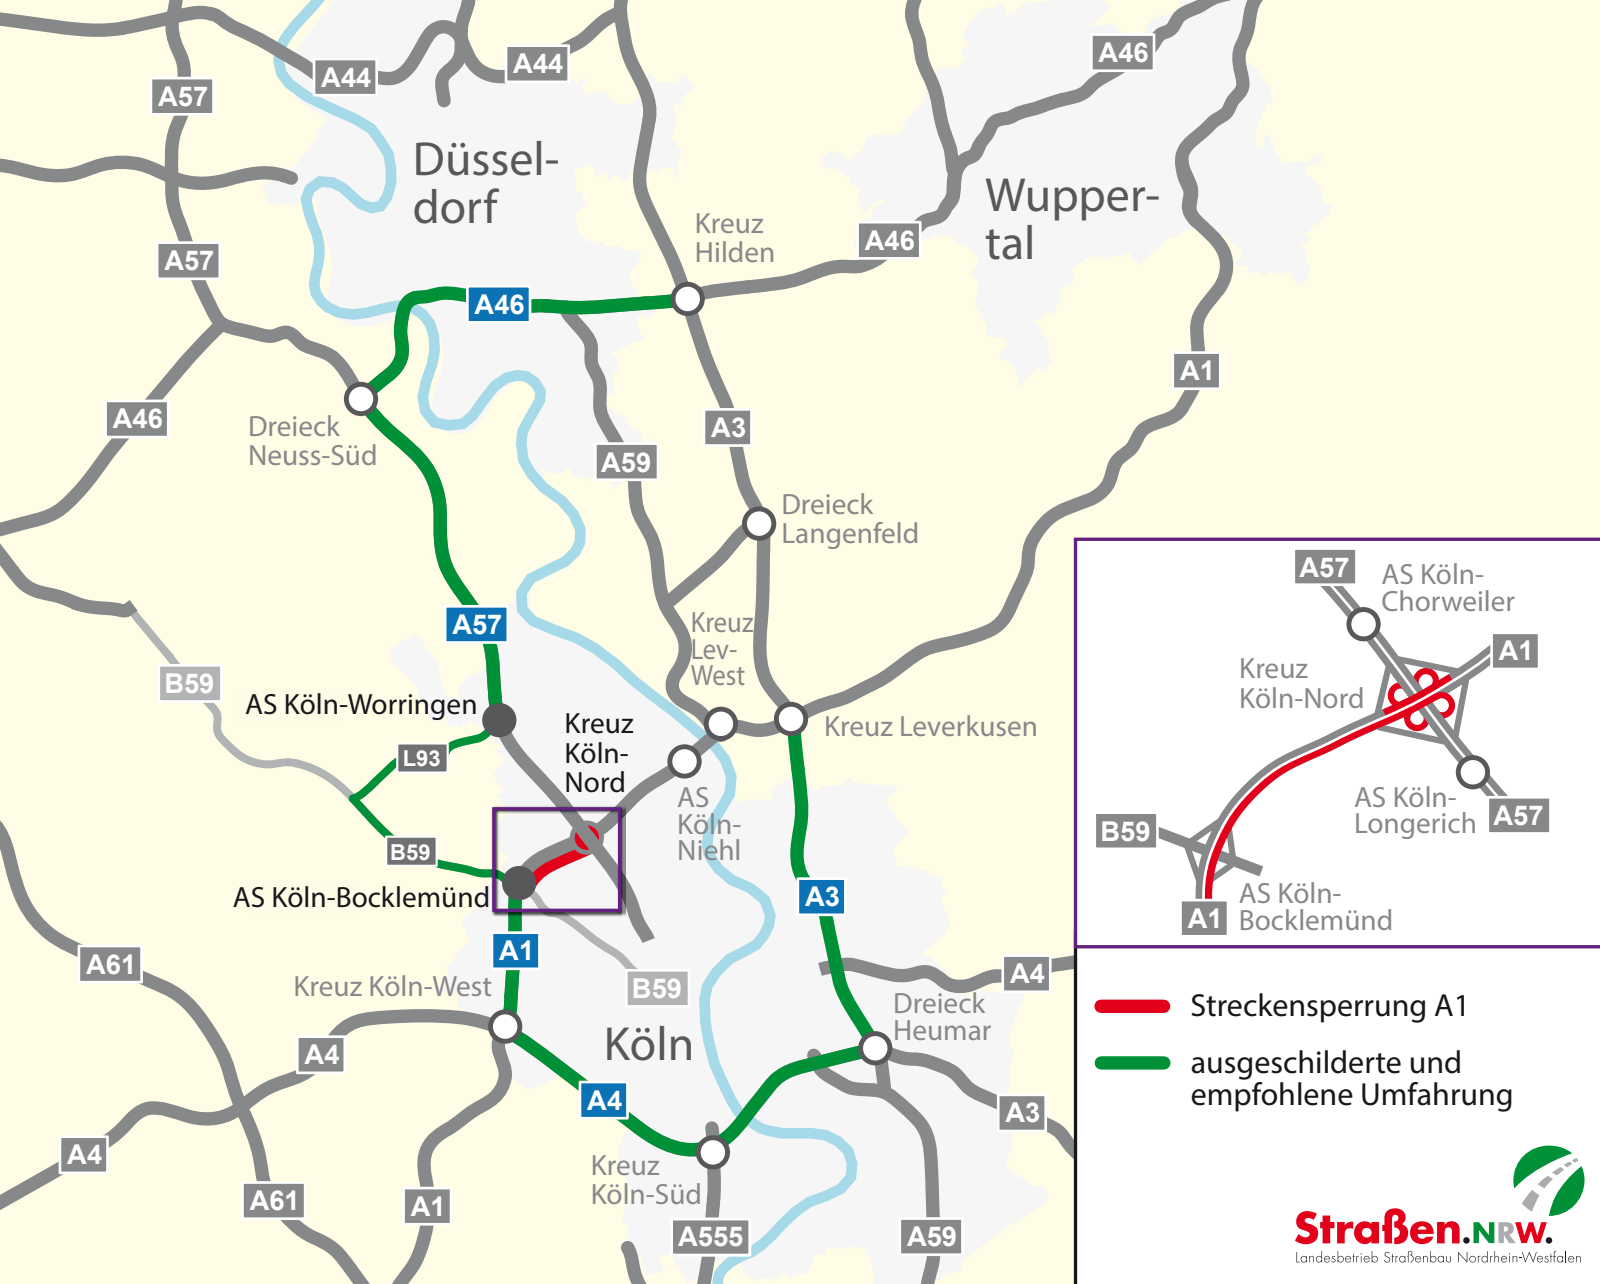 A44
A44
A46
A57
Düssel-
dorf
Wupper-
tal
Kreuz
Hilden
A46
A57
A46
A1
A46
Dreieck
Neuss-Süd
A3
A59
Dreieck
Langenfeld
A57
Kreuz
Lev-
West
B59
AS Köln-Worringen
Kreuz
Köln-
Nord
Kreuz Leverkusen
L93
AS
Köln-
Niehl
B59
AS Köln-Bocklemünd
A3
A1
A61
Kreuz Köln-West
B59
A4
Dreieck
Heumar
Köln
A4
A4
A3
A4
Kreuz
Köln-Süd
A61
A1
A555
A59
A57
AS Köln-
Chorweiler
A1
Kreuz
Köln-Nord
AS Köln-
Longerich
A57
B59
AS Köln-
Bocklemünd
A1
Streckensperrung A1
ausgeschilderte und
empfohlene Umfahrung
Straßen.NRW.
Landesbetrieb Straßenbau Nordrhein-Westfalen